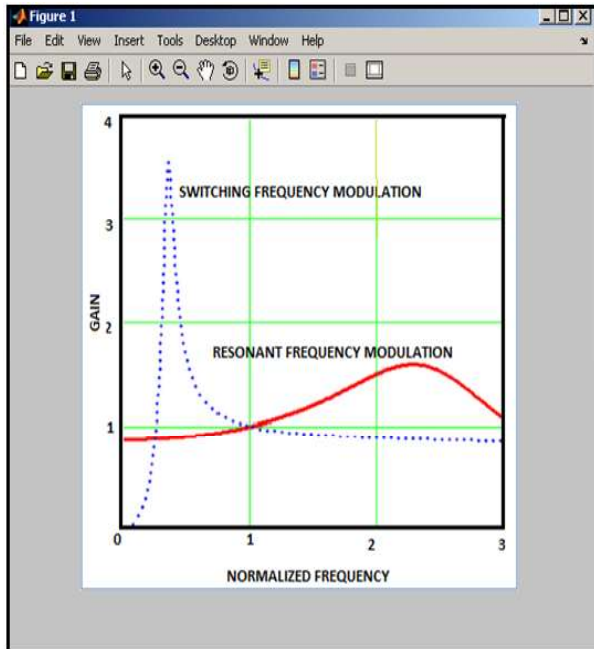 Figure 1
File Edit View Insert Tools Desktop Window Help
4
SWITCHING FREQUENCY MODULATION
3
GAIN
2
RESONANT FREQUENCY MODULATION
1
0 1 2 3
NORMALIZED FREQUENCY